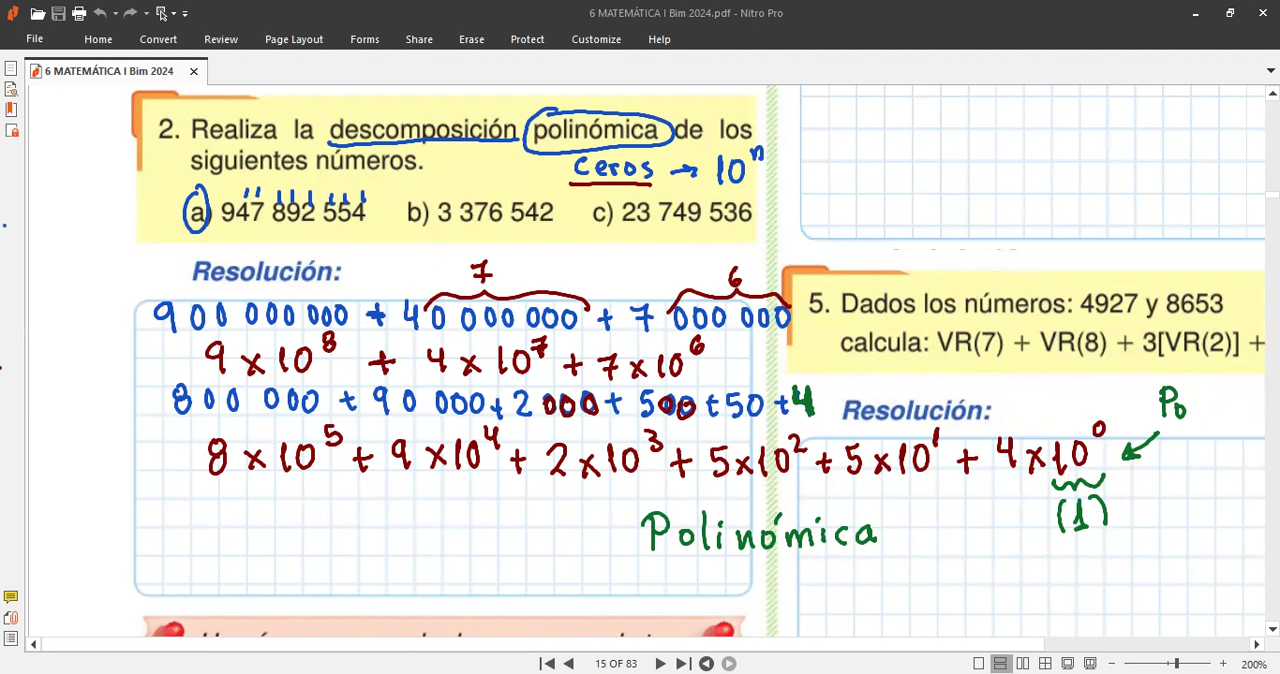 6 MATEMÁTICA I Bim 2024.pdf - Nitro Pro
File Home Convert Review Page Layout Forms Share Erase Protect Customize Help
6 MATEMÁTICA I Bim 2024
2. Realiza la descomposición polinómica de los
siguientes números.
ceros → 10ⁿ
a) 947 892 554 b) 3 376 542 c) 23 749 536
Resolución:
7
6
900 000 000 + 40 000 000 + 7 000 000
9 x 10⁸ + 4 x 10⁷ + 7 x 10⁶
800 000 + 90 000 + 2 000 + 500 + 50 + 4
8 x 10⁵ + 9 x 10⁴ + 2 x 10³ + 5 x 10² + 5 x 10¹ + 4 x 10⁰
(1)
Polinómica
5. Dados los números: 4927 y 8653
calcula: VR(7) + VR(8) + 3[VR(2)] +
Resolución:
Po
15 OF 83
200%